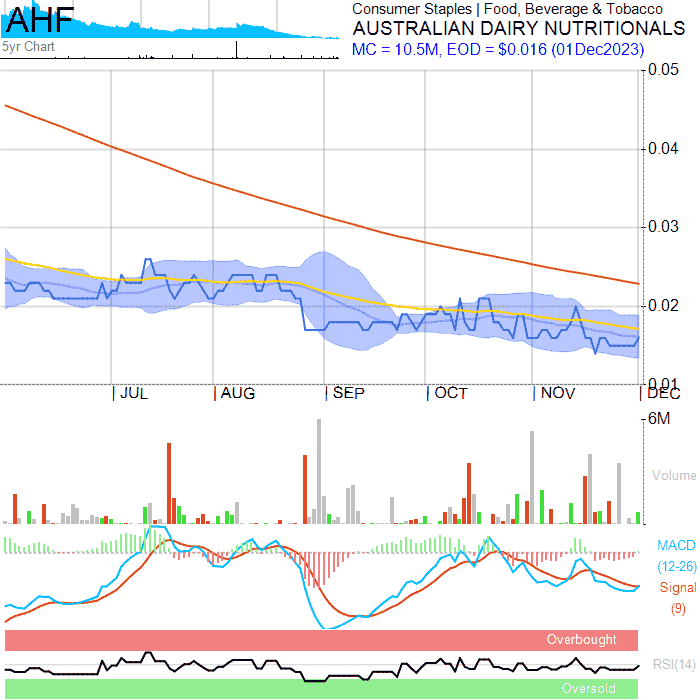 AHF
5yr Chart
Consumer Staples | Food, Beverage & Tobacco
AUSTRALIAN DAIRY NUTRITIONALS
MC = 10.5M, EOD = $0.016 (01Dec2023)
0.05
0.04
0.03
0.02
0.01
JUL AUG SEP OCT NOV DEC
6M
Volume
MACD
(12-26)
Signal
(9)
Overbought
RSI(14)
Oversold